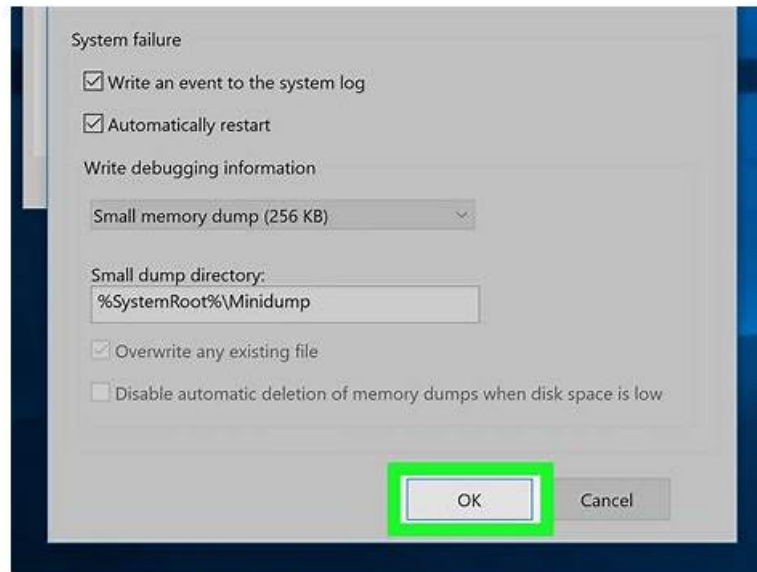 System failure
Write an event to the system log
Automatically restart
Write debugging information
Small memory dump (256 KB)
Small dump directory:
%SystemRoot%\Minidump
Overwrite any existing file
Disable automatic deletion of memory dumps when disk space is low
OK
Cancel